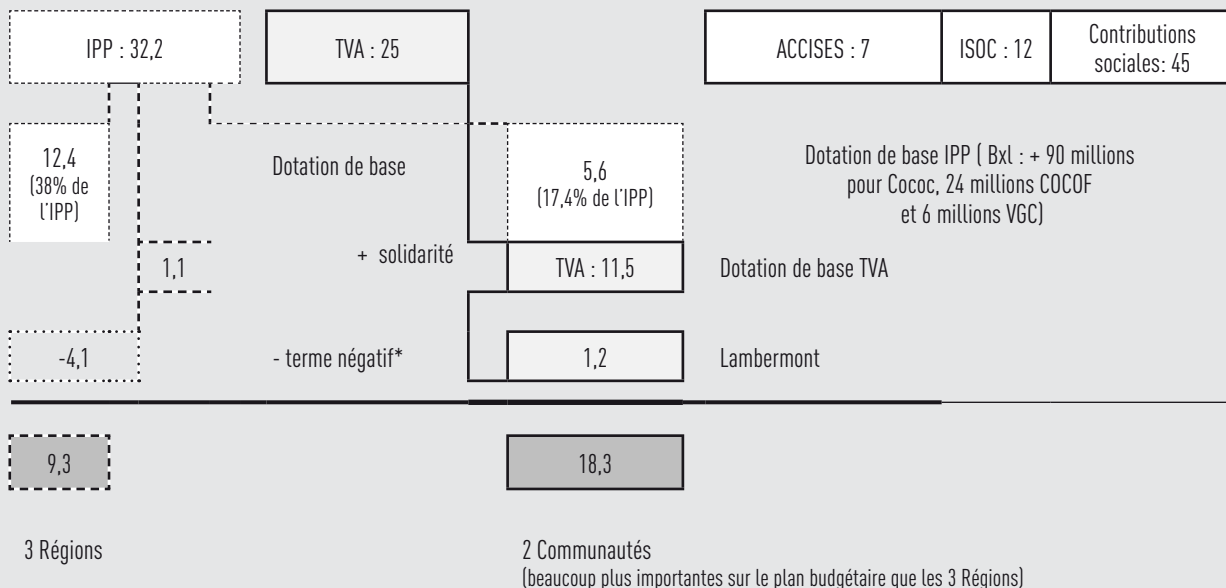 IPP : 32,2
TVA : 25
ACCISES : 7
ISOC : 12
Contributions
sociales: 45
12,4
(38% de
l’IPP)
Dotation de base
5,6
(17,4% de l’IPP)
Dotation de base IPP ( Bxl : + 90 millions
pour Cococ, 24 millions COCOF
et 6 millions VGC)
1,1
+ solidarité
TVA : 11,5
Dotation de base TVA
-4,1
- terme négatif*
1,2
Lambermont
9,3
18,3
3 Régions
2 Communautés
(beaucoup plus importantes sur le plan budgétaire que les 3 Régions)